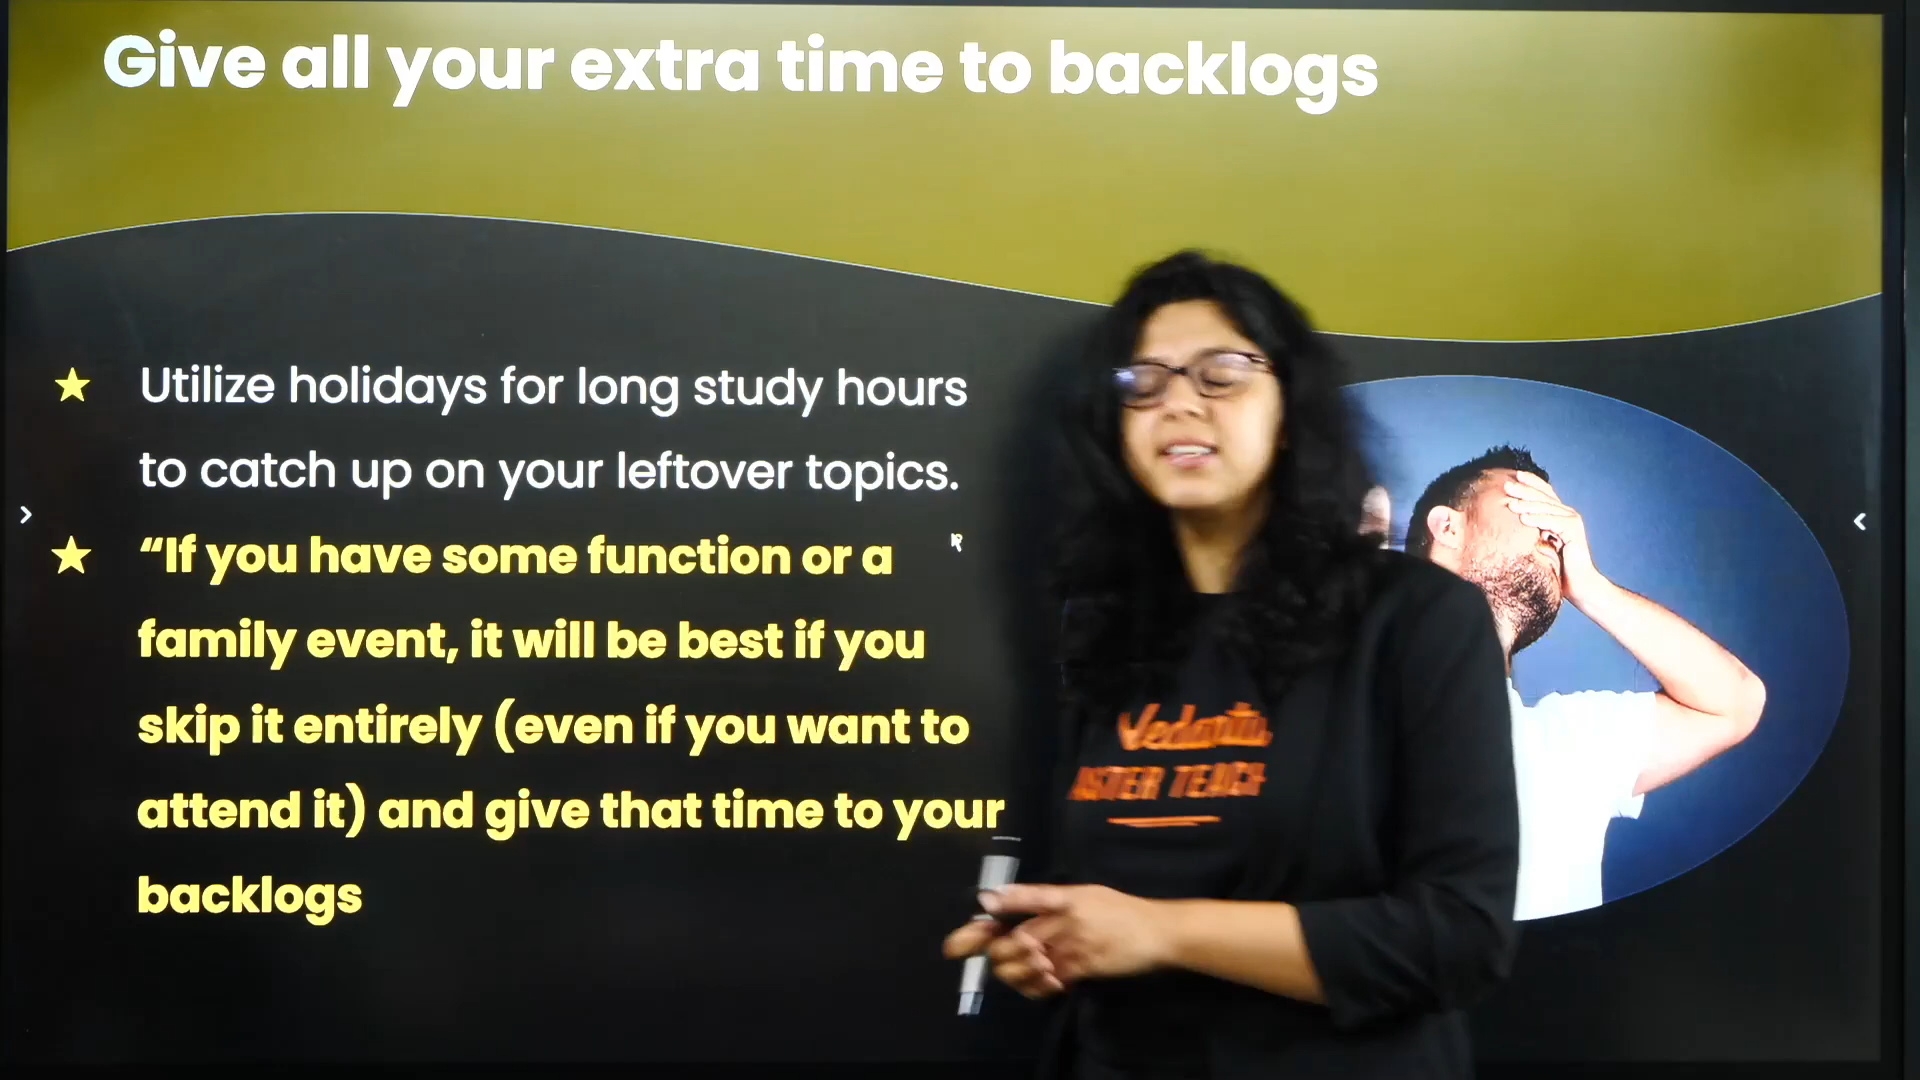 Give all your extra time to backlogs
Utilize holidays for long study hours
to catch up on your leftover topics.
“If you have some function or a
family event, it will be best if you
skip it entirely (even if you want to
attend it) and give that time to your
backlogs
Vedantu